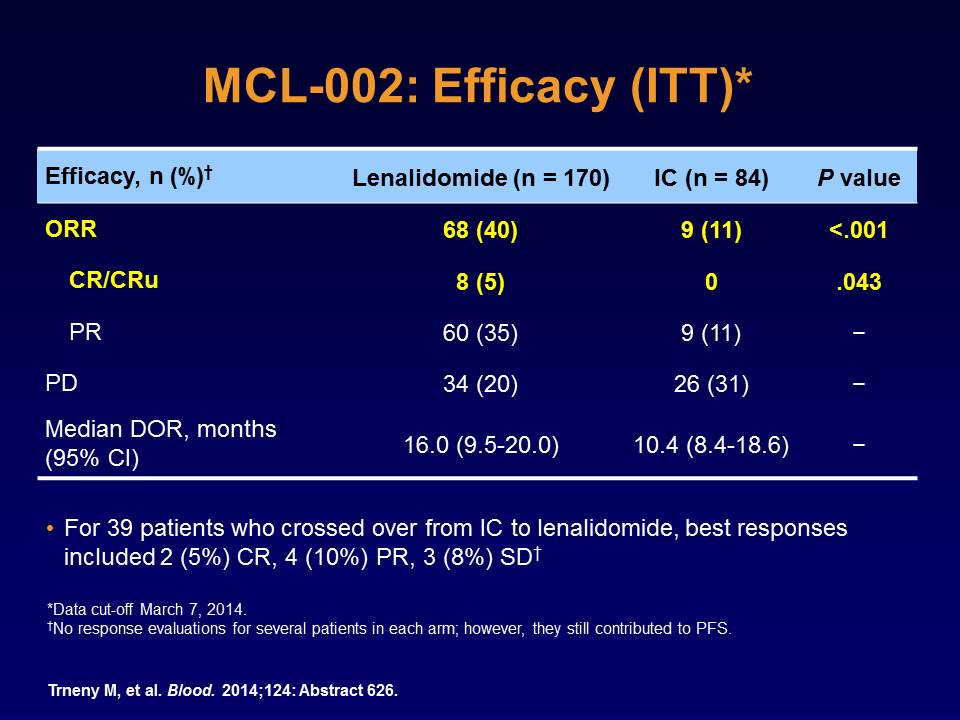 MCL-002: Efficacy (ITT)*
Efficacy, n (%)† Lenalidomide (n = 170) IC (n = 84) P value
ORR 68 (40) 9 (11) <.001
CR/CRu 8 (5) 0 .043
PR 60 (35) 9 (11) −
PD 34 (20) 26 (31) −
Median DOR, months
(95% CI) 16.0 (9.5-20.0) 10.4 (8.4-18.6) −
• For 39 patients who crossed over from IC to lenalidomide, best responses
included 2 (5%) CR, 4 (10%) PR, 3 (8%) SD†
*Data cut-off March 7, 2014.
†No response evaluations for several patients in each arm; however, they still contributed to PFS.
Trneny M, et al. Blood. 2014;124: Abstract 626.